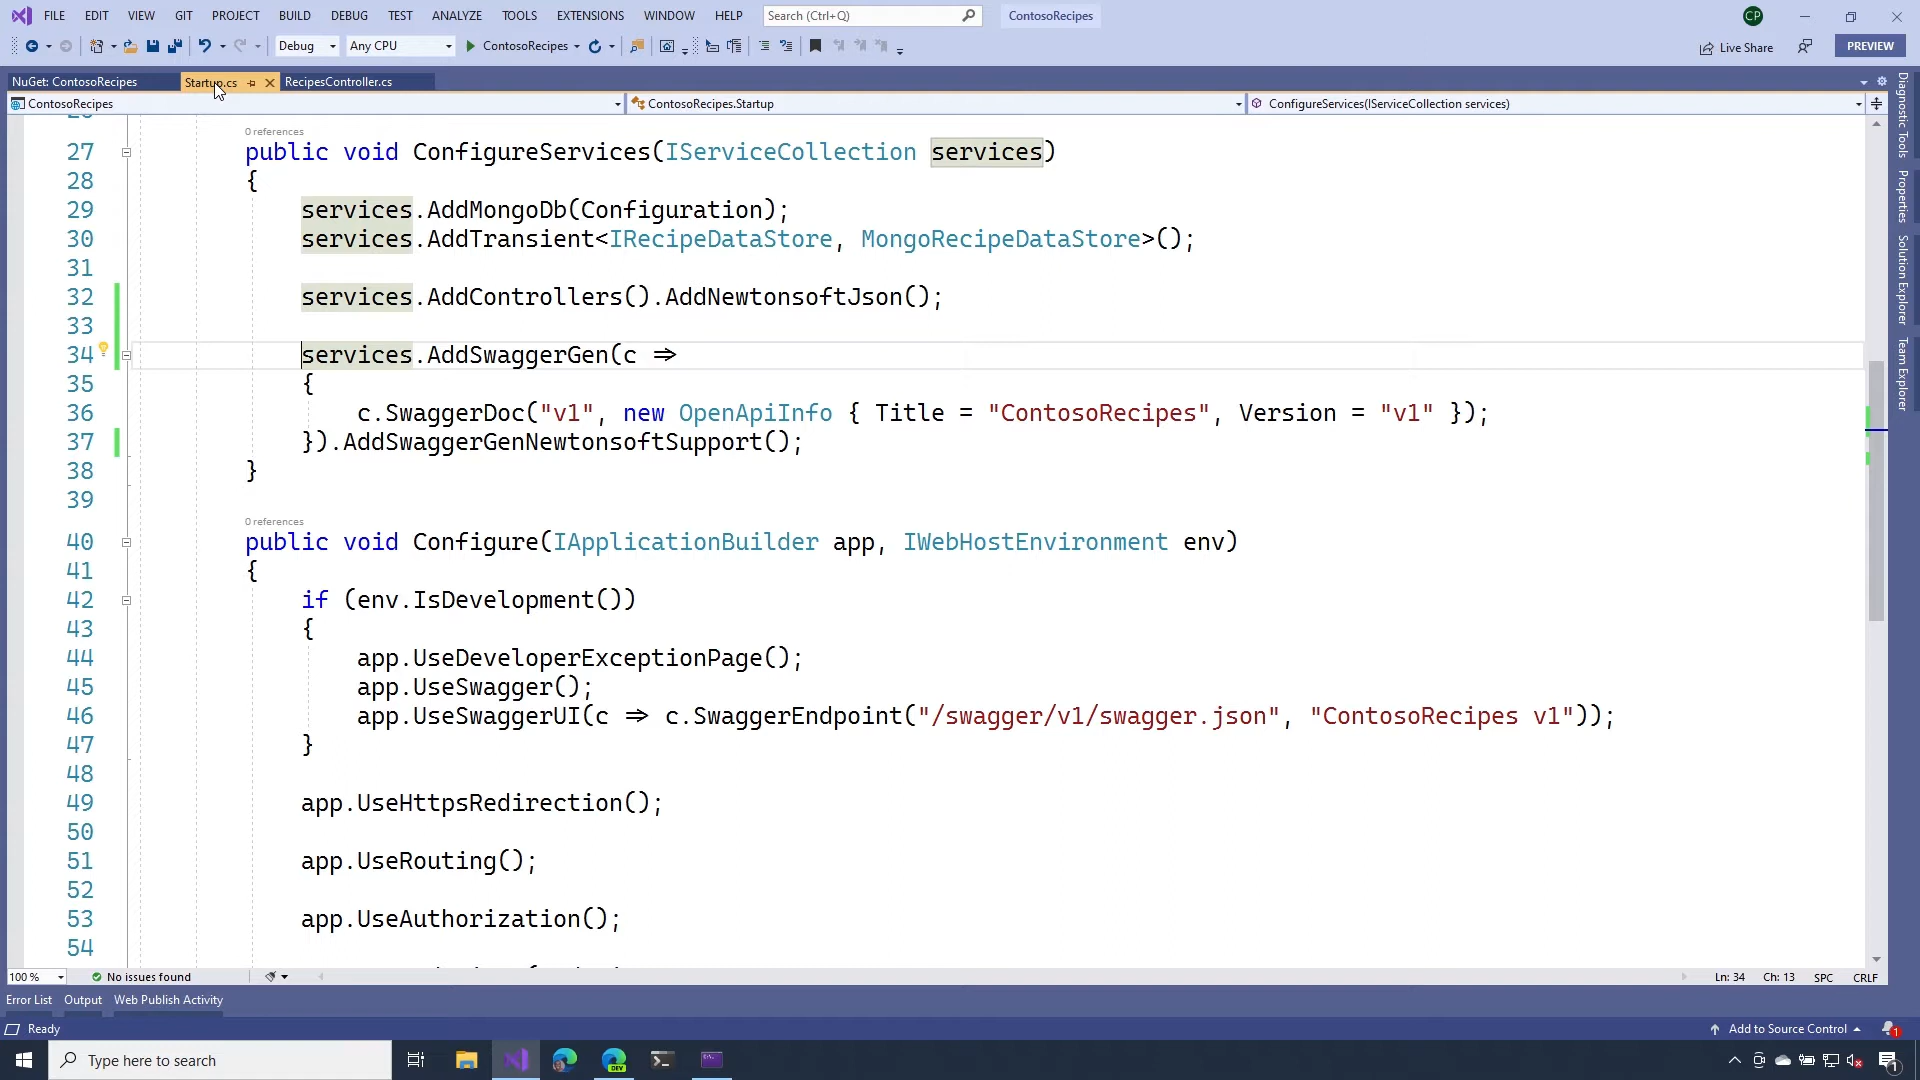 FILE EDIT VIEW GIT PROJECT BUILD DEBUG TEST ANALYZE TOOLS EXTENSIONS WINDOW HELP Search (Ctrl+Q) ContosoRecipes CP
Debug Any CPU ContosoRecipes Live Share PREVIEW
NuGet: ContosoRecipes Startup.cs RecipesController.cs
ContosoRecipes ContosoRecipes.Startup ConfigureServices(IServiceCollection services)
0 references
27 public void ConfigureServices(IServiceCollection services)
28 {
29 services.AddMongoDb(Configuration);
30 services.AddTransient<IRecipeDataStore, MongoRecipeDataStore>();
31
32 services.AddControllers().AddNewtonsoftJson();
33
34 services.AddSwaggerGen(c =>
35 {
36 c.SwaggerDoc("v1", new OpenApiInfo { Title = "ContosoRecipes", Version = "v1" });
37 }).AddSwaggerGenNewtonsoftSupport();
38 }
39
0 references
40 public void Configure(IApplicationBuilder app, IWebHostEnvironment env)
41 {
42 if (env.IsDevelopment())
43 {
44 app.UseDeveloperExceptionPage();
45 app.UseSwagger();
46 app.UseSwaggerUI(c => c.SwaggerEndpoint("/swagger/v1/swagger.json", "ContosoRecipes v1"));
47 }
48
49 app.UseHttpsRedirection();
50
51 app.UseRouting();
52
53 app.UseAuthorization();
54
Diagnostic Tools
Properties
Solution Explorer
Team Explorer
100 % No issues found Ln: 34 Ch: 13 SPC CRLF
Error List Output Web Publish Activity
Ready Add to Source Control 1
Type here to search DEV 1